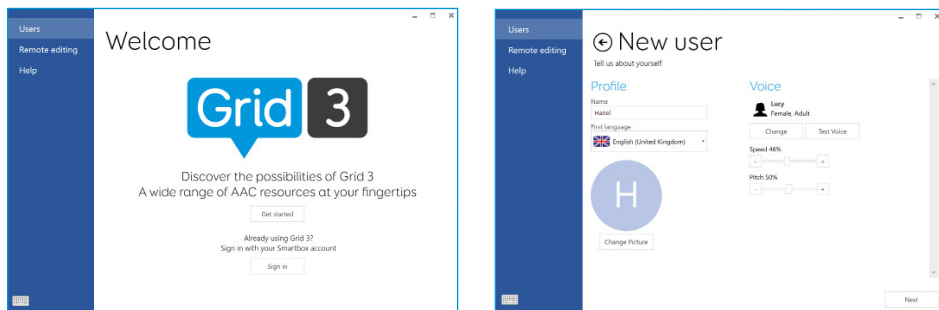 Users
Remote editing
Help
Welcome
Grid 3
Discover the possibilities of Grid 3
A wide range of AAC resources at your fingertips
Get started
Already using Grid 3?
Sign in with your Smartbox account
Sign in
Users
Remote editing
Help
New user
Tell us about yourself
Profile
Name
Hazel
First language
English (United Kingdom)
H
Change Picture
Voice
Lucy
Female, Adult
Change Test Voice
Speed 46%
- +
Pitch 50%
- +
Next